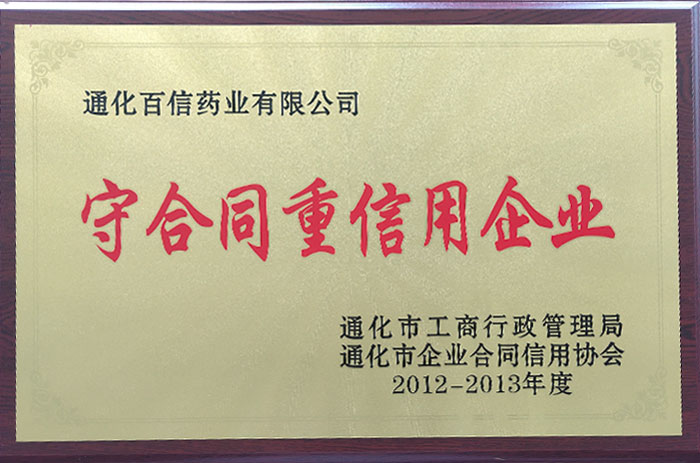 通化百信药业有限公司
守合同重信用企业
通化市工商行政管理局
通化市企业合同信用协会
2012-2013年度